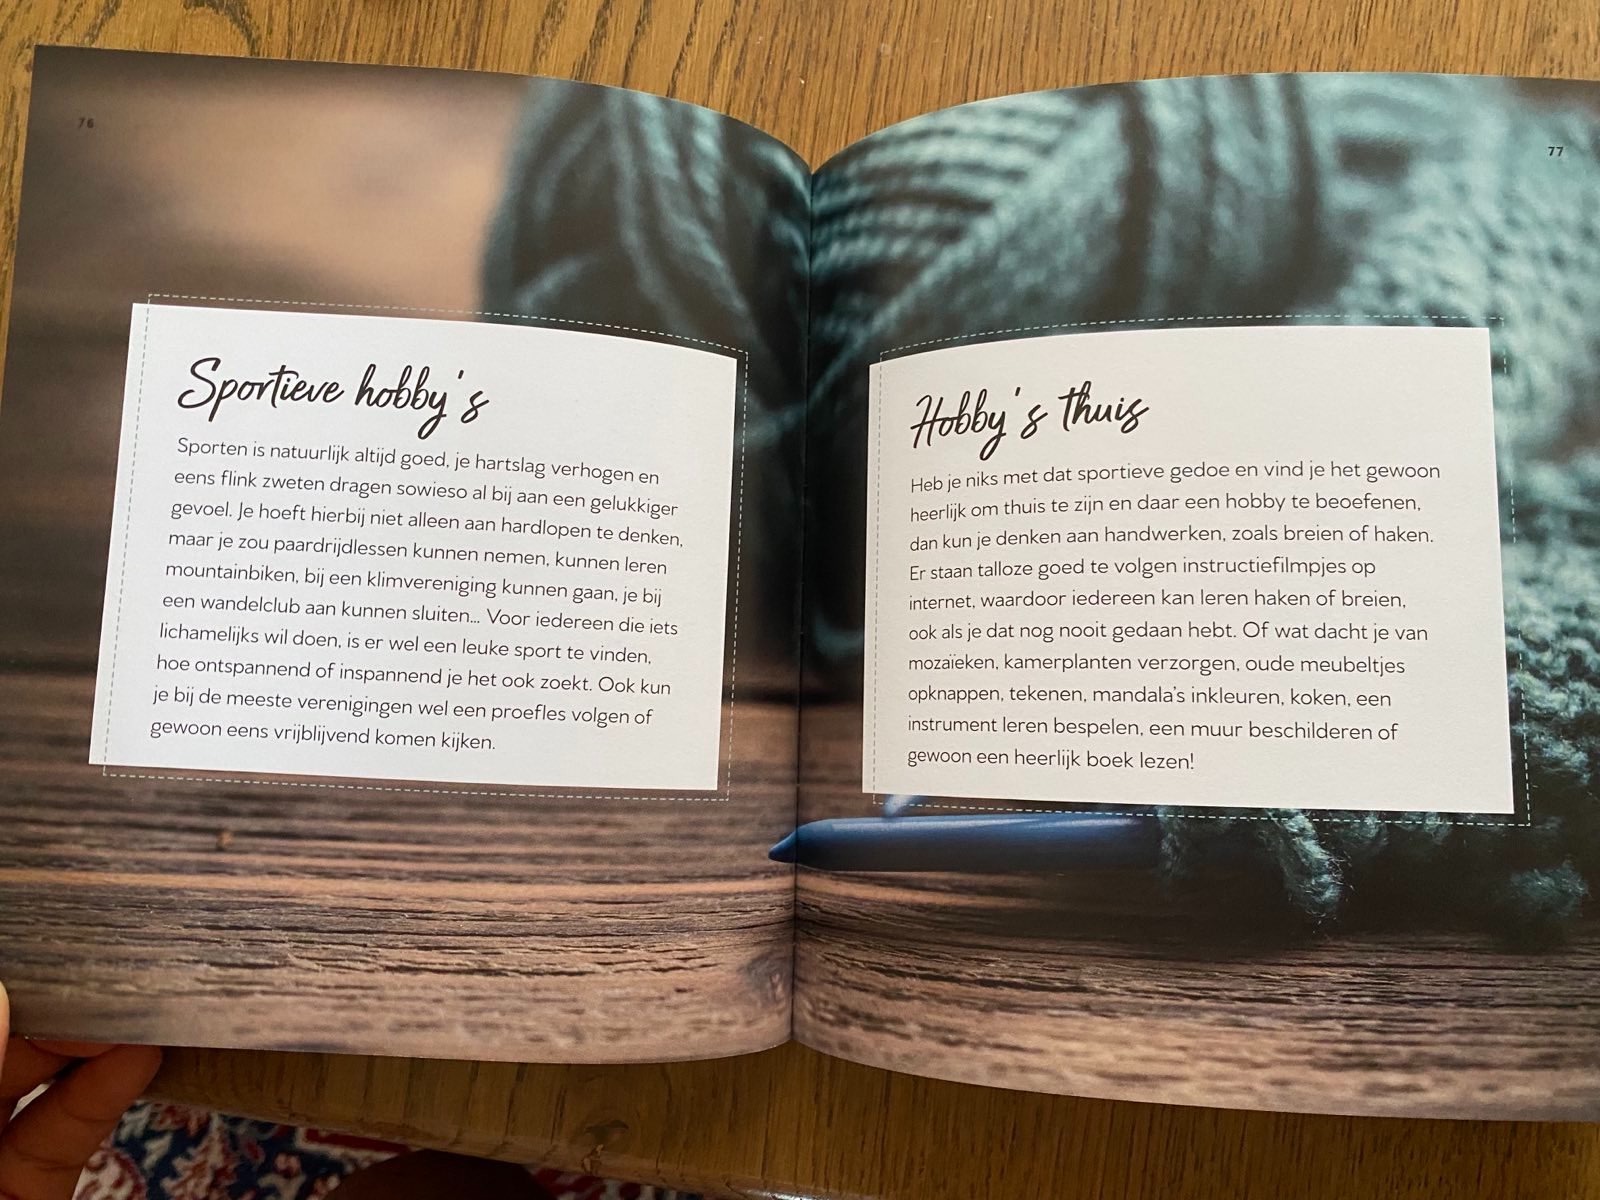 76
Sportieve hobby's
Sporten is natuurlijk altijd goed, je hartslag verhogen en
eens flink zweten dragen sowieso al bij aan een gelukkiger
gevoel. Je hoeft hierbij niet alleen aan hardlopen te denken,
maar je zou paardrijdlessen kunnen nemen, kunnen leren
mountainbiken, bij een klimvereniging kunnen gaan, je bij
een wandelclub aan kunnen sluiten... Voor iedereen die iets
lichamelijks wil doen, is er wel een leuke sport te vinden,
hoe ontspannend of inspannend je het ook zoekt. Ook kun
je bij de meeste verenigingen wel een proefles volgen of
gewoon eens vrijblijvend komen kijken.
77
Hobby's thuis
Heb je niks met dat sportieve gedoe en vind je het gewoon
heerlijk om thuis te zijn en daar een hobby te beoefenen,
dan kun je denken aan handwerken, zoals breien of haken.
Er staan talloze goed te volgen instructiefilmpjes op
internet, waardoor iedereen kan leren haken of breien,
ook als je dat nog nooit gedaan hebt. Of wat dacht je van
mozaïeken, kamerplanten verzorgen, oude meubeltjes
opknappen, tekenen, mandala's inkleuren, koken, een
instrument leren bespelen, een muur beschilderen of
gewoon een heerlijk boek lezen!